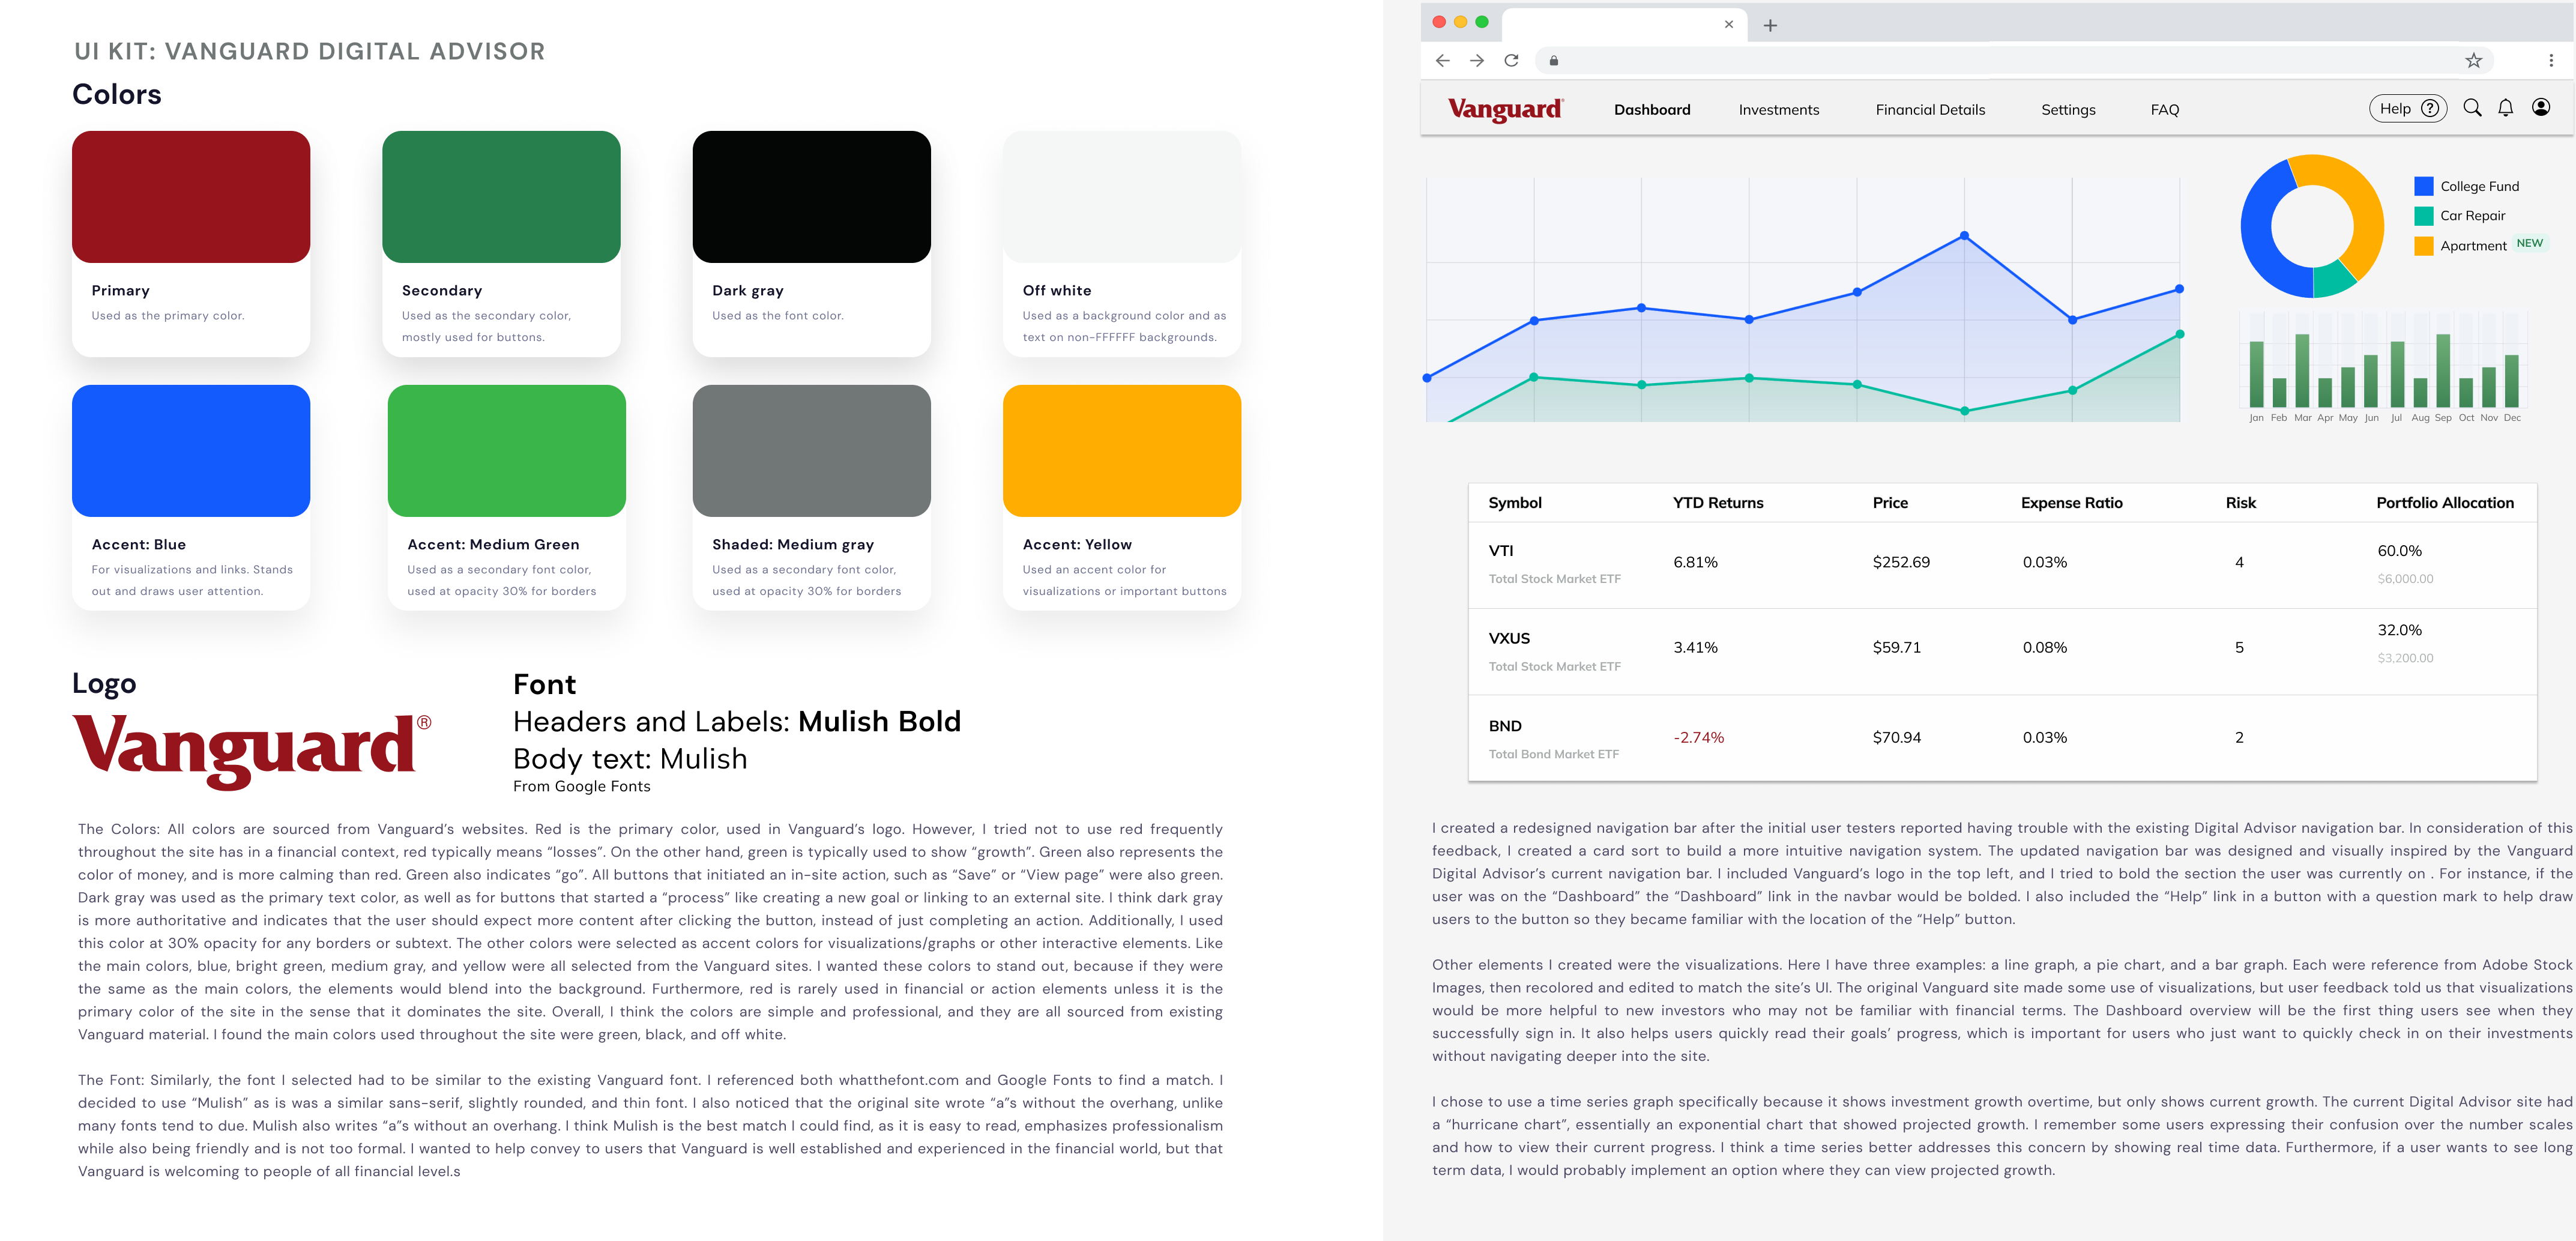 UI KIT: VANGUARD DIGITAL ADVISOR
Colors
Primary
Used as the primary color.
Secondary
Used as the secondary color,
mostly used for buttons.
Dark gray
Used as the font color.
Off white
Used as a background color and as
text on non-FFFFFF backgrounds.
Accent: Blue
For visualizations and links. Stands
out and draws user attention.
Accent: Medium Green
Used as a secondary font color,
used at opacity 30% for borders
Shaded: Medium gray
Used as a secondary font color,
used at opacity 30% for borders
Accent: Yellow
Used an accent color for
visualizations or important buttons
Logo
Vanguard®
Font
Headers and Labels: Mulish Bold
Body text: Mulish
From Google Fonts
The Colors: All colors are sourced from Vanguard’s websites. Red is the primary color, used in Vanguard’s logo. However, I tried not to use red frequently
throughout the site has in a financial context, red typically means “losses”. On the other hand, green is typically used to show “growth”. Green also represents the
color of money, and is more calming than red. Green also indicates “go”. All buttons that initiated an in-site action, such as “Save” or “View page” were also green.
Dark gray was used as the primary text color, as well as for buttons that started a “process” like creating a new goal or linking to an external site. I think dark gray
is more authoritative and indicates that the user should expect more content after clicking the button, instead of just completing an action. Additionally, I used
this color at 30% opacity for any borders or subtext. The other colors were selected as accent colors for visualizations/graphs or other interactive elements. Like
the main colors, blue, bright green, medium gray, and yellow were all selected from the Vanguard sites. I wanted these colors to stand out, because if they were
the same as the main colors, the elements would blend into the background. Furthermore, red is rarely used in financial or action elements unless it is the
primary color of the site in the sense that it dominates the site. Overall, I think the colors are simple and professional, and they are all sourced from existing
Vanguard material. I found the main colors used throughout the site were green, black, and off white.
The Font: Similarly, the font I selected had to be similar to the existing Vanguard font. I referenced both whatthefont.com and Google Fonts to find a match. I
decided to use “Mulish” as is was a similar sans-serif, slightly rounded, and thin font. I also noticed that the original site wrote “a”s without the overhang, unlike
many fonts tend to due. Mulish also writes “a”s without an overhang. I think Mulish is the best match I could find, as it is easy to read, emphasizes professionalism
while also being friendly and is not too formal. I wanted to help convey to users that Vanguard is well established and experienced in the financial world, but that
Vanguard is welcoming to people of all financial level.s
Vanguard® Dashboard Investments Financial Details Settings FAQ Help ?
College Fund
Car Repair
Apartment NEW
Jan Feb Mar Apr May Jun Jul Aug Sep Oct Nov Dec
Symbol YTD Returns Price Expense Ratio Risk Portfolio Allocation
VTI 6.81% $252.69 0.03% 4 60.0%
Total Stock Market ETF $6,000.00
VXUS 3.41% $59.71 0.08% 5 32.0%
Total Stock Market ETF $3,200.00
BND -2.74% $70.94 0.03% 2
Total Bond Market ETF
I created a redesigned navigation bar after the initial user testers reported having trouble with the existing Digital Advisor navigation bar. In consideration of this
feedback, I created a card sort to build a more intuitive navigation system. The updated navigation bar was designed and visually inspired by the Vanguard
Digital Advisor’s current navigation bar. I included Vanguard’s logo in the top left, and I tried to bold the section the user was currently on . For instance, if the
user was on the “Dashboard” the “Dashboard” link in the navbar would be bolded. I also included the “Help” link in a button with a question mark to help draw
users to the button so they became familiar with the location of the “Help” button.
Other elements I created were the visualizations. Here I have three examples: a line graph, a pie chart, and a bar graph. Each were reference from Adobe Stock
Images, then recolored and edited to match the site’s UI. The original Vanguard site made some use of visualizations, but user feedback told us that visualizations
would be more helpful to new investors who may not be familiar with financial terms. The Dashboard overview will be the first thing users see when they
successfully sign in. It also helps users quickly read their goals’ progress, which is important for users who just want to quickly check in on their investments
without navigating deeper into the site.
I chose to use a time series graph specifically because it shows investment growth overtime, but only shows current growth. The current Digital Advisor site had
a “hurricane chart”, essentially an exponential chart that showed projected growth. I remember some users expressing their confusion over the number scales
and how to view their current progress. I think a time series better addresses this concern by showing real time data. Furthermore, if a user wants to see long
term data, I would probably implement an option where they can view projected growth.